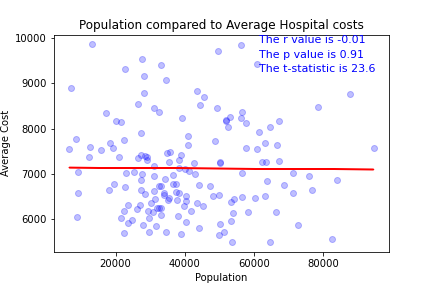 Population compared to Average Hospital costs
The r value is -0.01
The p value is 0.91
The t-statistic is 23.6
10000
9000
8000
7000
6000
Average Cost
20000 40000 60000 80000
Population